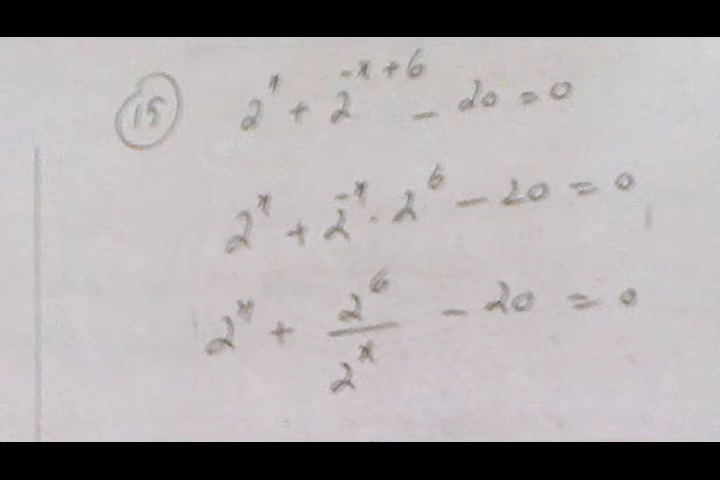 (15) 2^x + 2^{-x+6} - 20 = 0
2^x + 2^{-x} . 2^6 - 20 = 0
2^x + 2^6/2^x - 20 = 0